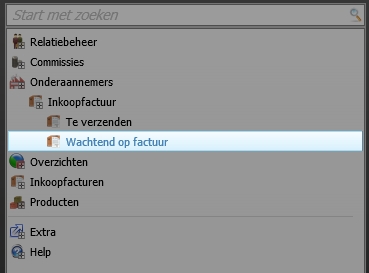 Start met zoeken
Relatiebeheer
Commissies
Onderaannemers
Inkoopfactuur
Te verzenden
Wachtend op factuur
Overzichten
Inkoopfacturen
Producten
Extra
Help